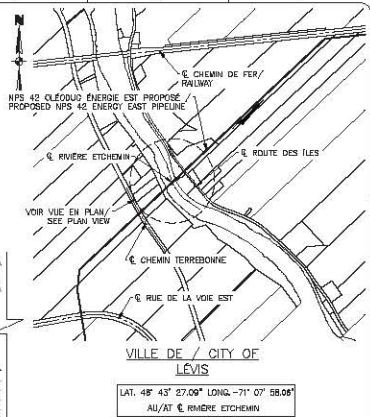 N
℄ CHEMIN DE FER/
RAILWAY
NPS 42 OLÉODUC ÉNERGIE EST PROPOSÉ
PROPOSED NPS 42 ENERGY EAST PIPELINE
℄ RIVIÈRE ETCHEMIN
℄ ROUTE DES ÎLES
VOIR VUE EN PLAN
SEE PLAN VIEW
℄ CHEMIN TERREBONNE
℄ RUE DE LA VOIE EST
VILLE DE / CITY OF
LÉVIS
LAT. 46° 43' 27.09" LONG. -71° 07' 58.06"
AU/AT ℄ RIVIÈRE ETCHEMIN